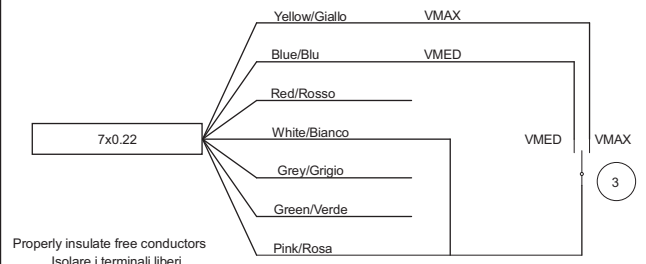 Yellow/Giallo VMAX
Blue/Blu VMED
Red/Rosso
7x0.22
White/Bianco
VMED VMAX
Grey/Grigio
3
Green/Verde
Pink/Rosa
Properly insulate free conductors
Isolare i terminali liberi